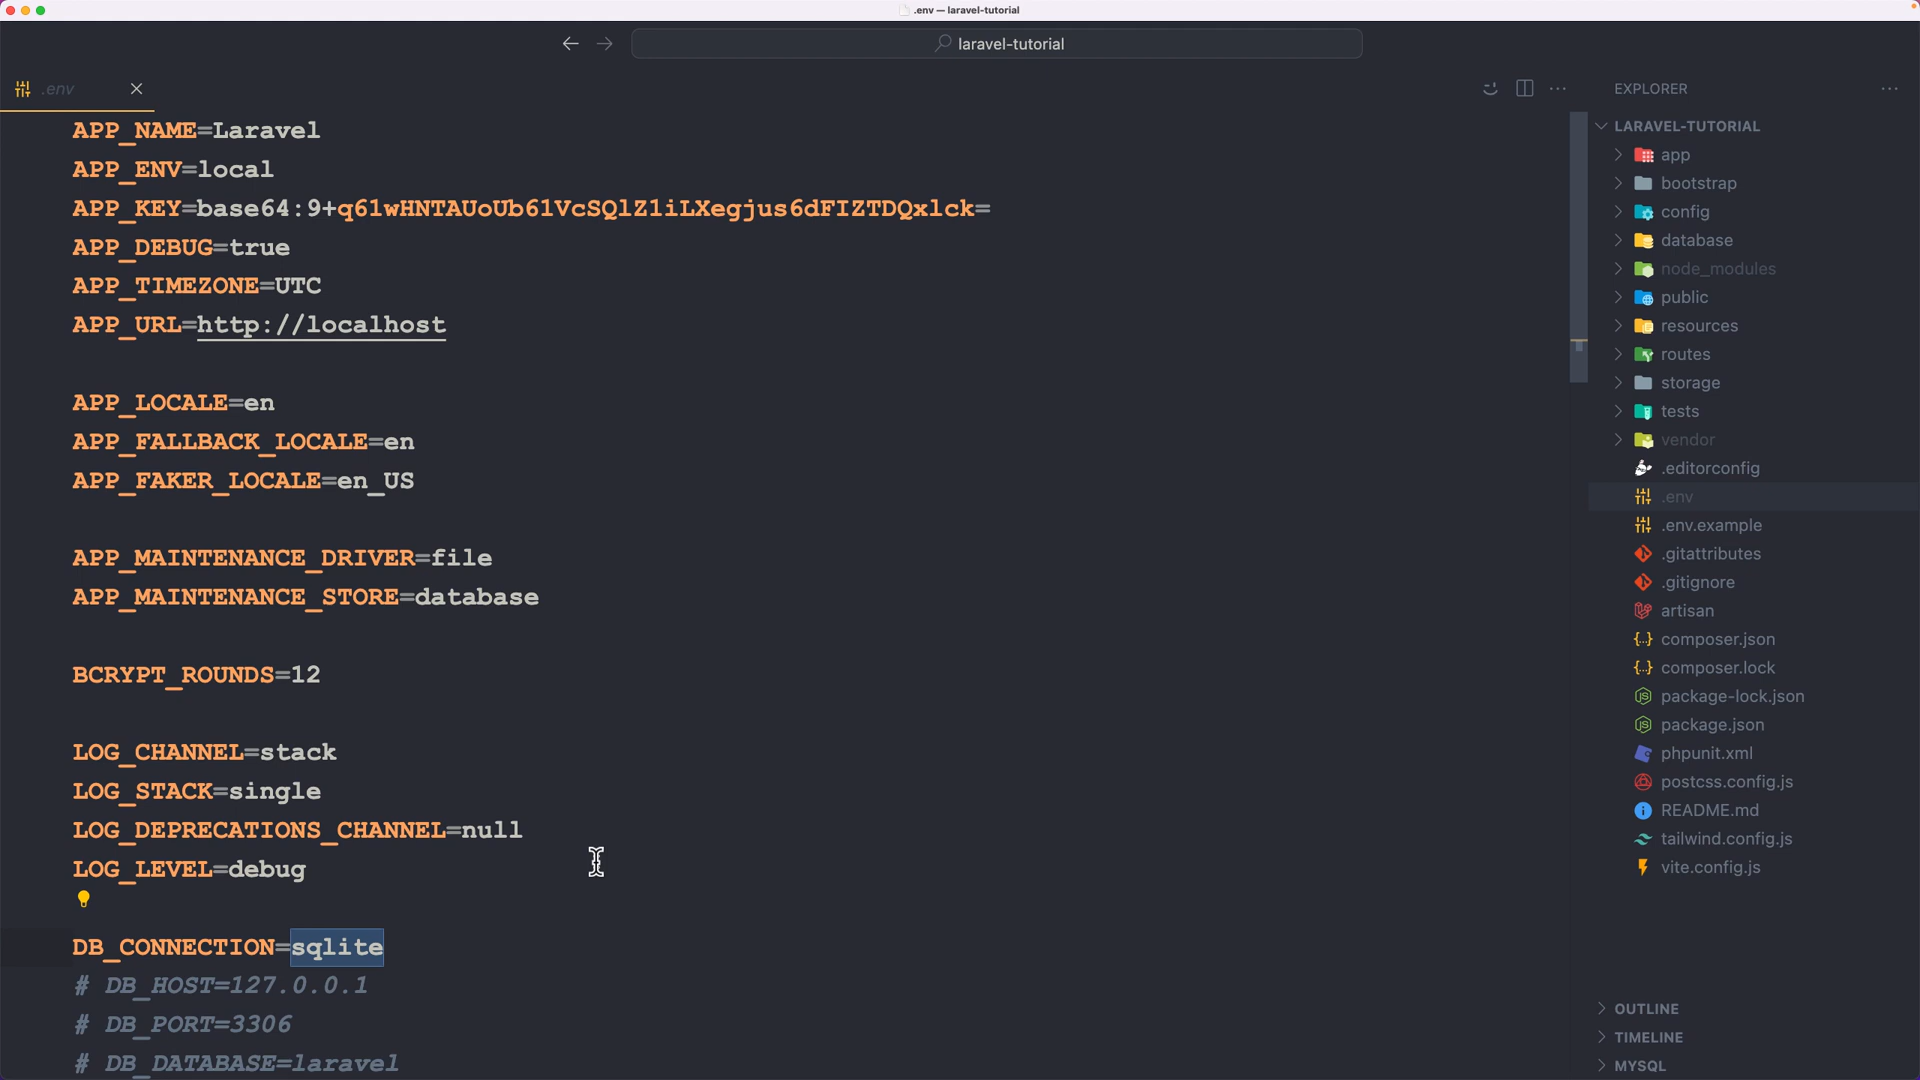 .env — laravel-tutorial
laravel-tutorial
.env
APP_NAME=Laravel
APP_ENV=local
APP_KEY=base64:9+q61wHNTAUoUb61VcSQlZ1iLXegjus6dFIZTDQxlck=
APP_DEBUG=true
APP_TIMEZONE=UTC
APP_URL=http://localhost
APP_LOCALE=en
APP_FALLBACK_LOCALE=en
APP_FAKER_LOCALE=en_US
APP_MAINTENANCE_DRIVER=file
APP_MAINTENANCE_STORE=database
BCRYPT_ROUNDS=12
LOG_CHANNEL=stack
LOG_STACK=single
LOG_DEPRECATIONS_CHANNEL=null
LOG_LEVEL=debug
DB_CONNECTION=sqlite
# DB_HOST=127.0.0.1
# DB_PORT=3306
# DB_DATABASE=laravel
EXPLORER
LARAVEL-TUTORIAL
app
bootstrap
config
database
node_modules
public
resources
routes
storage
tests
vendor
.editorconfig
.env
.env.example
.gitattributes
.gitignore
artisan
composer.json
composer.lock
package-lock.json
package.json
phpunit.xml
postcss.config.js
README.md
tailwind.config.js
vite.config.js
OUTLINE
TIMELINE
MYSQL